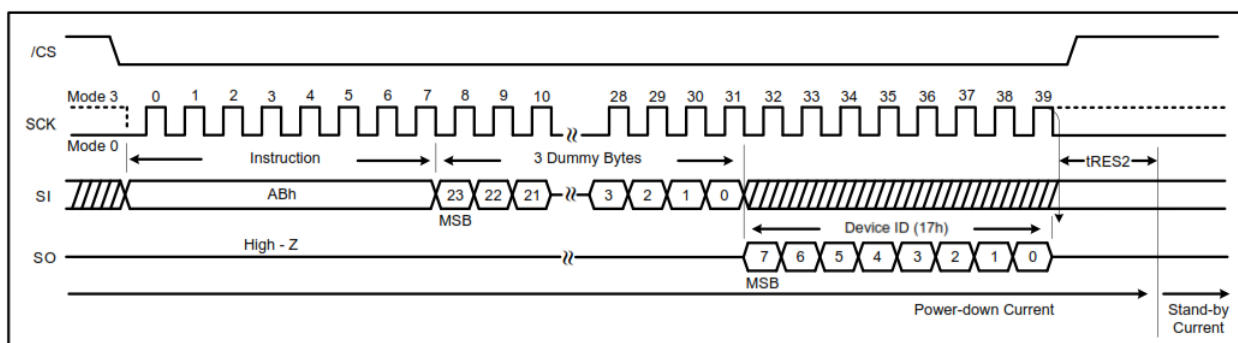 /CS
Mode 3 0 1 2 3 4 5 6 7 8 9 10 28 29 30 31 32 33 34 35 36 37 38 39
SCK
Mode 0
Instruction 3 Dummy Bytes tRES2
SI ABh 23 22 21 3 2 1 0
MSB
Device ID (17h)
High - Z
SO 7 6 5 4 3 2 1 0
MSB
Power-down Current Stand-by
Current